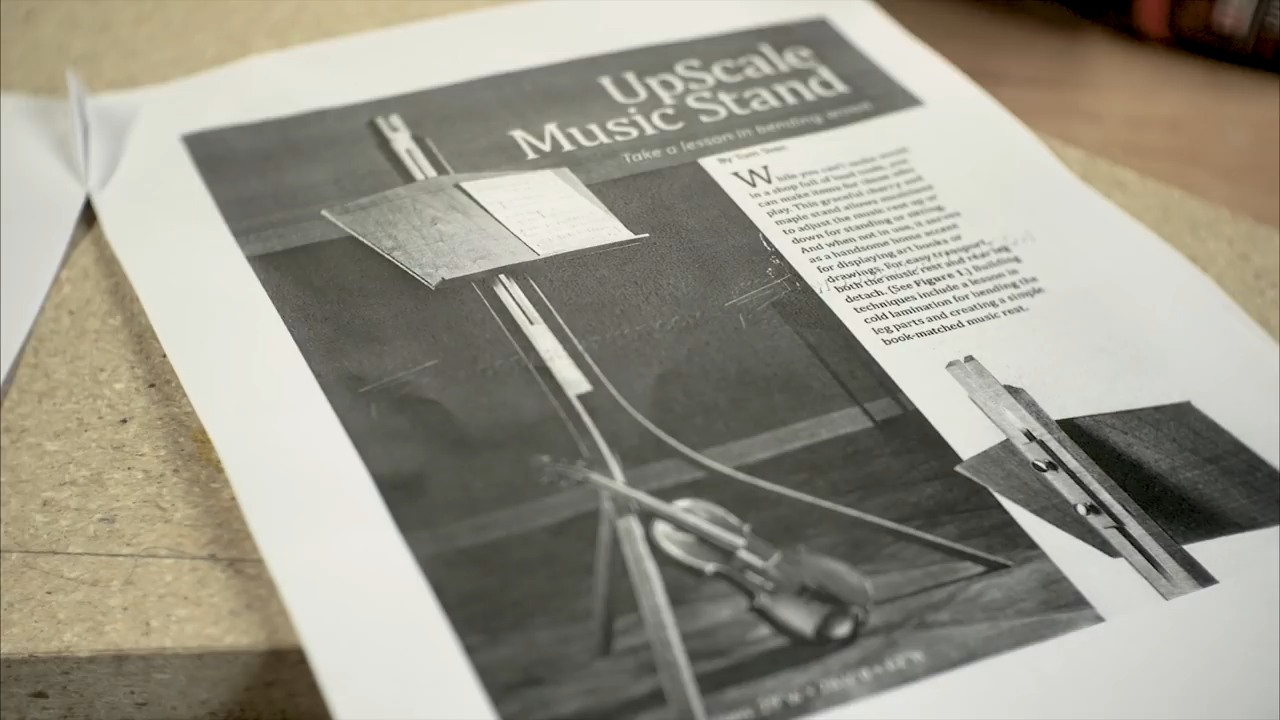 UpScale
Music Stand
Take a lesson in bending wood
By Tom
While you can't make music
in a shop full of loud tools, you
can make items for those who
play. This graceful cherry and
maple stand allows musicians
to adjust the music rest up or
down for standing or sitting.
And when not in use, it serves
as a handsome home accent
for displaying art books or
drawings. For easy transport,
both the music rest and rear leg
detach. (See Figure 1.) Building
techniques include a lesson in
cold lamination for bending the
leg parts and creating a simple
book-matched music rest.